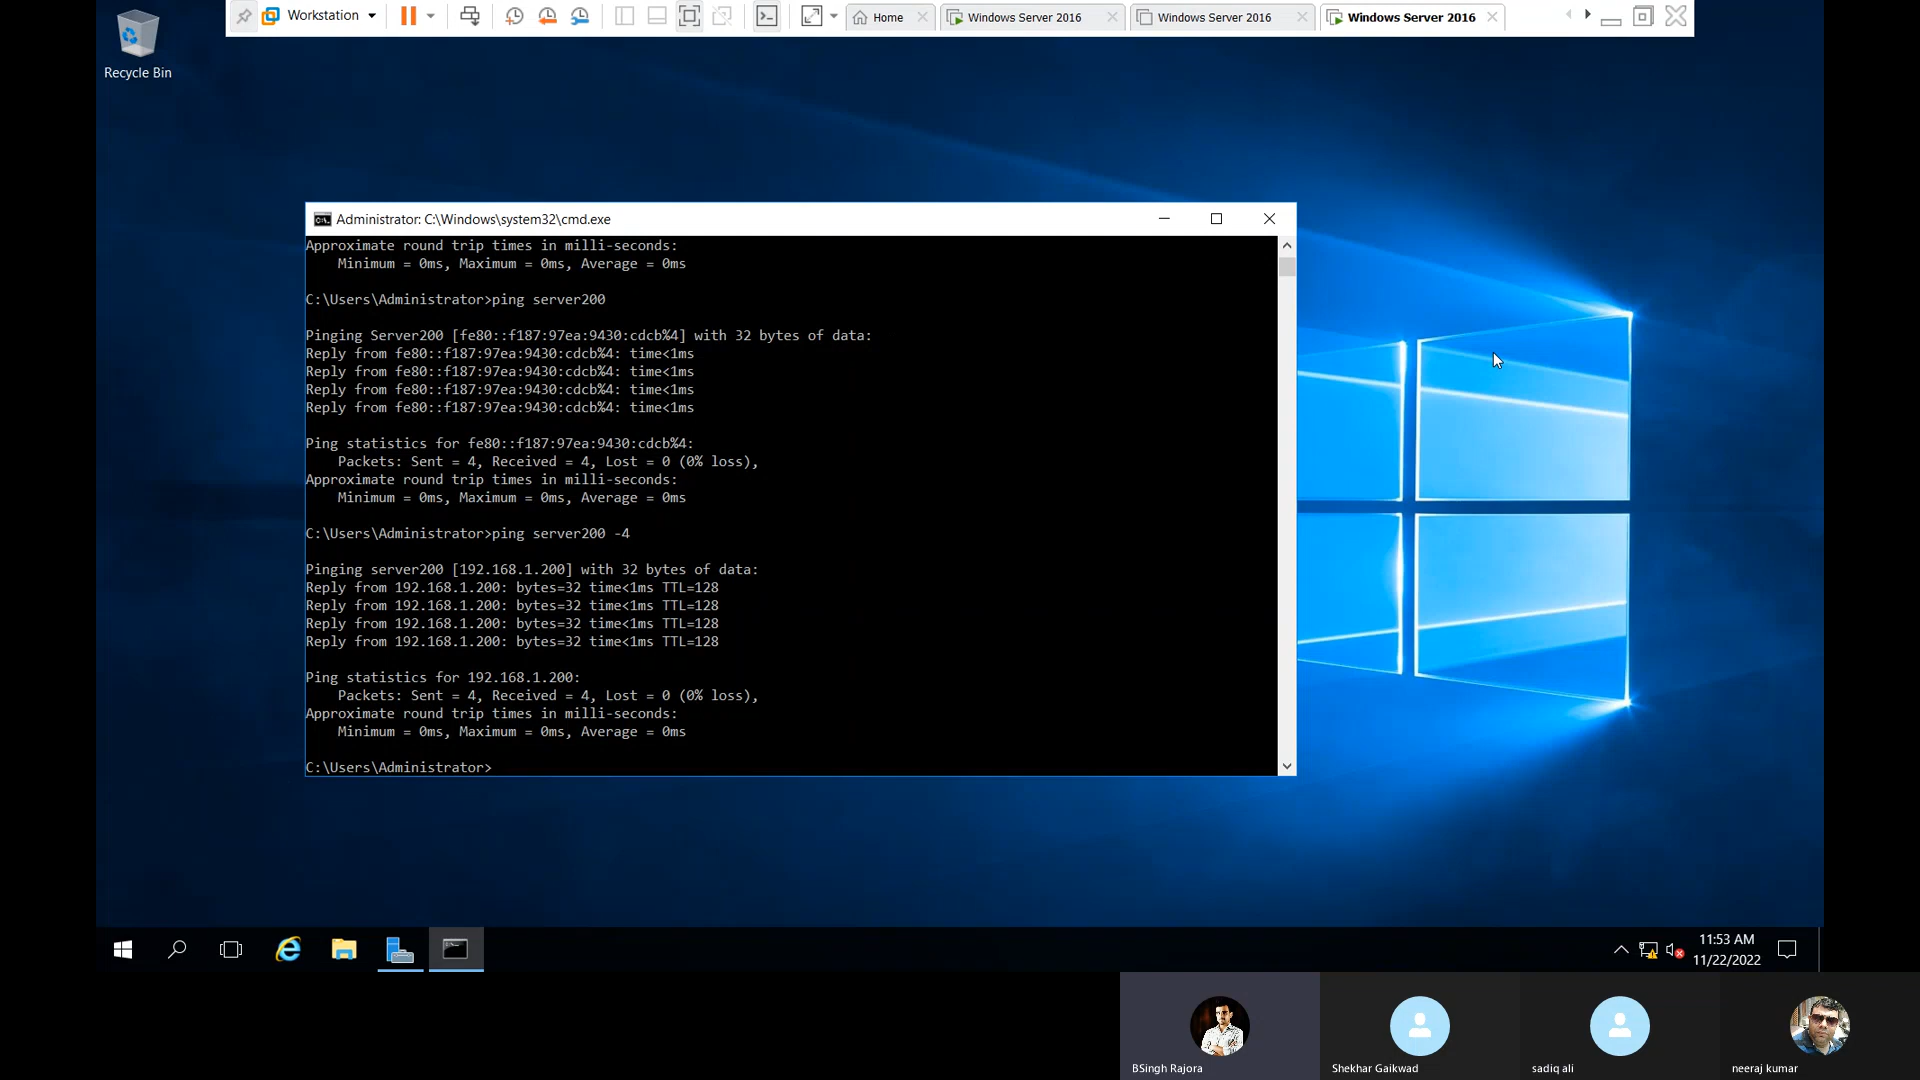 Workstation
Home
Windows Server 2016
Windows Server 2016
Windows Server 2016
Recycle Bin
Administrator: C:\Windows\system32\cmd.exe
Approximate round trip times in milli-seconds:
    Minimum = 0ms, Maximum = 0ms, Average = 0ms
C:\Users\Administrator>ping server200
Pinging Server200 [fe80::f187:97ea:9430:cdcb%4] with 32 bytes of data:
Reply from fe80::f187:97ea:9430:cdcb%4: time<1ms
Reply from fe80::f187:97ea:9430:cdcb%4: time<1ms
Reply from fe80::f187:97ea:9430:cdcb%4: time<1ms
Reply from fe80::f187:97ea:9430:cdcb%4: time<1ms
Ping statistics for fe80::f187:97ea:9430:cdcb%4:
    Packets: Sent = 4, Received = 4, Lost = 0 (0% loss),
Approximate round trip times in milli-seconds:
    Minimum = 0ms, Maximum = 0ms, Average = 0ms
C:\Users\Administrator>ping server200 -4
Pinging server200 [192.168.1.200] with 32 bytes of data:
Reply from 192.168.1.200: bytes=32 time<1ms TTL=128
Reply from 192.168.1.200: bytes=32 time<1ms TTL=128
Reply from 192.168.1.200: bytes=32 time<1ms TTL=128
Reply from 192.168.1.200: bytes=32 time<1ms TTL=128
Ping statistics for 192.168.1.200:
    Packets: Sent = 4, Received = 4, Lost = 0 (0% loss),
Approximate round trip times in milli-seconds:
    Minimum = 0ms, Maximum = 0ms, Average = 0ms
C:\Users\Administrator>
11:53 AM
11/22/2022
BSingh Rajora
Shekhar Gaikwad
sadiq ali
neeraj kumar